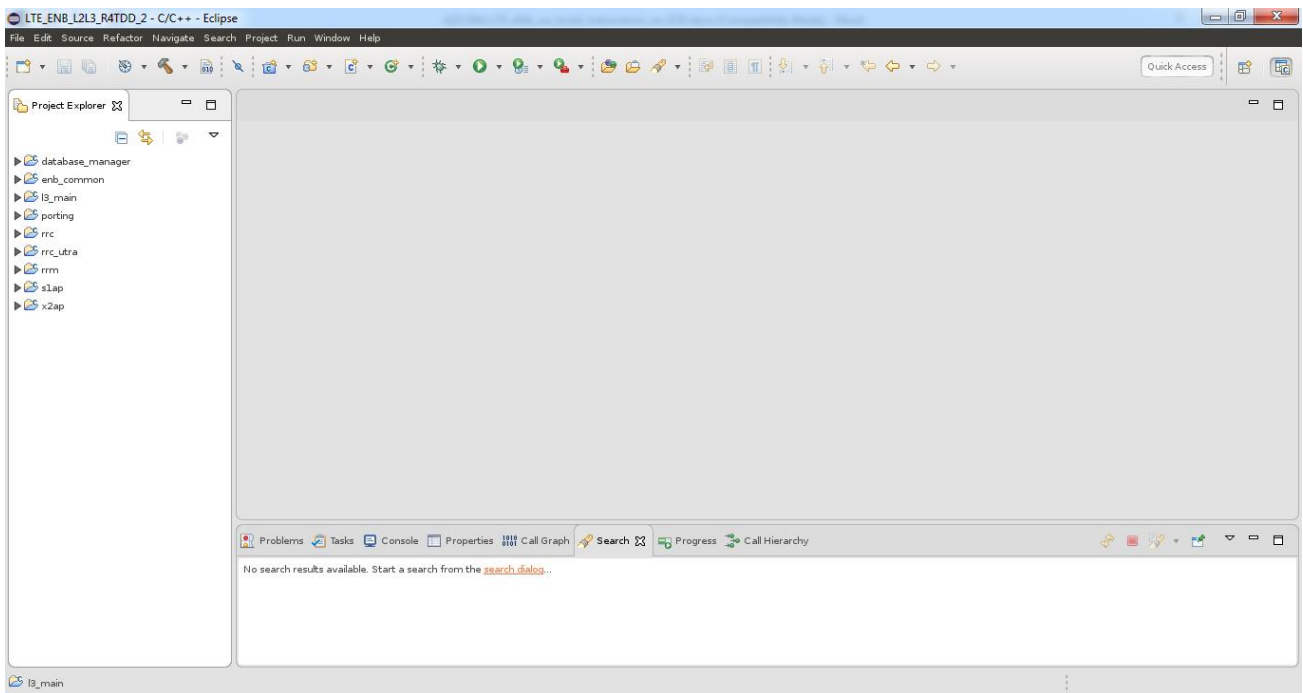 LTE_ENB_L2L3_R4TDD_2 - C/C++ - Eclipse
File Edit Source Refactor Navigate Search Project Run Window Help
Quick Access
Project Explorer
database_manager
enb_common
l3_main
porting
rrc
rrc_utra
rrm
s1ap
x2ap
Problems Tasks Console Properties Call Graph Search Progress Call Hierarchy
No search results available. Start a search from the search dialog...
l3_main